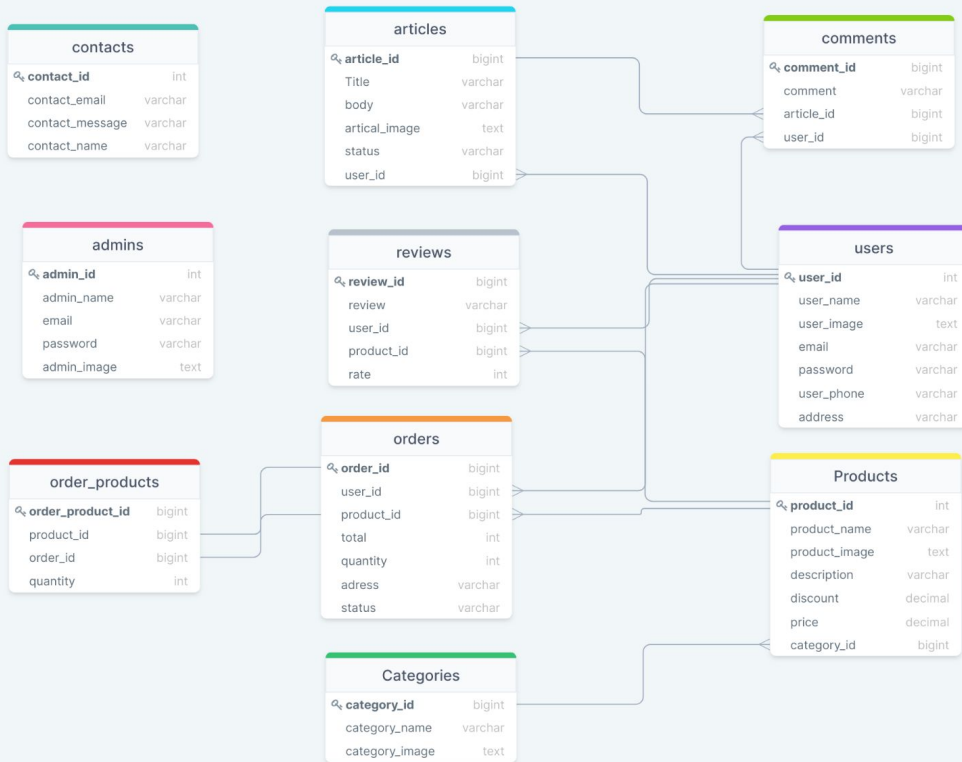 contacts
contact_id int
contact_email varchar
contact_message varchar
contact_name varchar
articles
article_id bigint
Title varchar
body varchar
artical_image text
status varchar
user_id bigint
comments
comment_id bigint
comment varchar
article_id bigint
user_id bigint
admins
admin_id int
admin_name varchar
email varchar
password varchar
admin_image text
reviews
review_id bigint
review varchar
user_id bigint
product_id bigint
rate int
users
user_id int
user_name varchar
user_image text
email varchar
password varchar
user_phone varchar
address varchar
order_products
order_product_id bigint
product_id bigint
order_id bigint
quantity int
orders
order_id bigint
user_id bigint
product_id bigint
total int
quantity int
adress varchar
status varchar
Products
product_id int
product_name varchar
product_image text
description varchar
discount decimal
price decimal
category_id bigint
Categories
category_id bigint
category_name varchar
category_image text